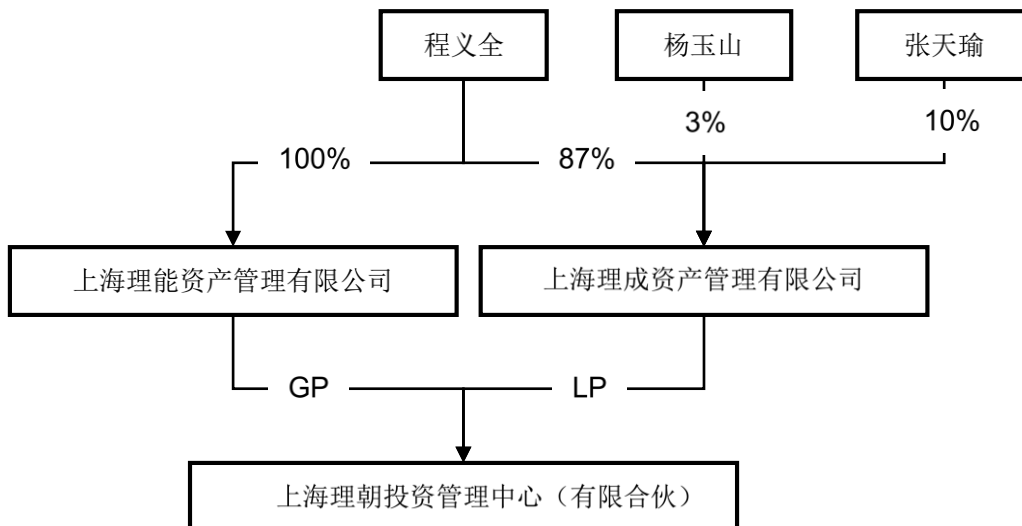 程义全
杨玉山
张天瑜
3%
10%
100%
87%
上海理能资产管理有限公司
上海理成资产管理有限公司
GP
LP
上海理朝投资管理中心（有限合伙）